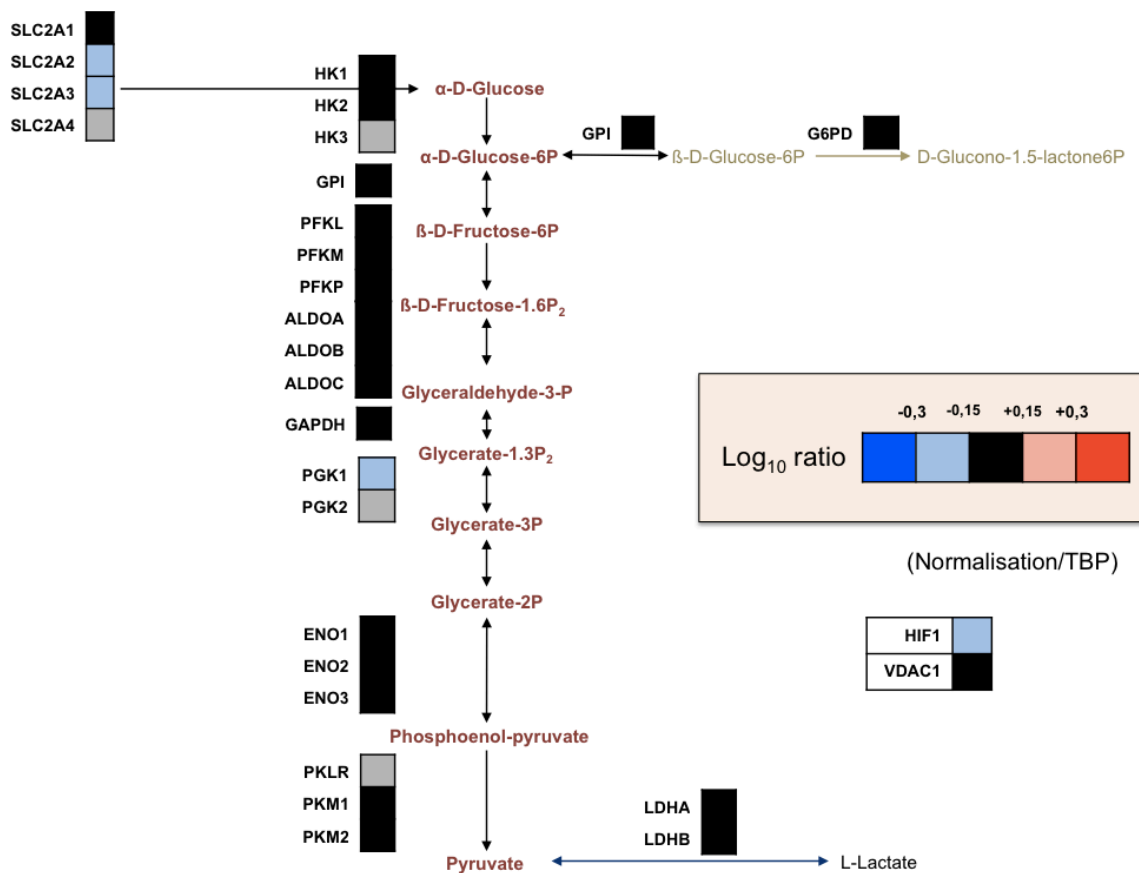 SLC2A1
SLC2A2
SLC2A3
SLC2A4
HK1
HK2
HK3
α-D-Glucose
GPI
G6PD
α-D-Glucose-6P
ß-D-Glucose-6P
D-Glucono-1.5-lactone6P
GPI
PFKL
PFKM
PFKP
ALDOA
ALDOB
ALDOC
ß-D-Fructose-6P
ß-D-Fructose-1.6P₂
Glyceraldehyde-3-P
GAPDH
Glycerate-1.3P₂
PGK1
PGK2
Glycerate-3P
Glycerate-2P
ENO1
ENO2
ENO3
Phosphoenol-pyruvate
PKLR
PKM1
PKM2
Pyruvate
LDHA
LDHB
L-Lactate
-0,3 -0,15 +0,15 +0,3
Log₁₀ ratio
(Normalisation/TBP)
HIF1
VDAC1